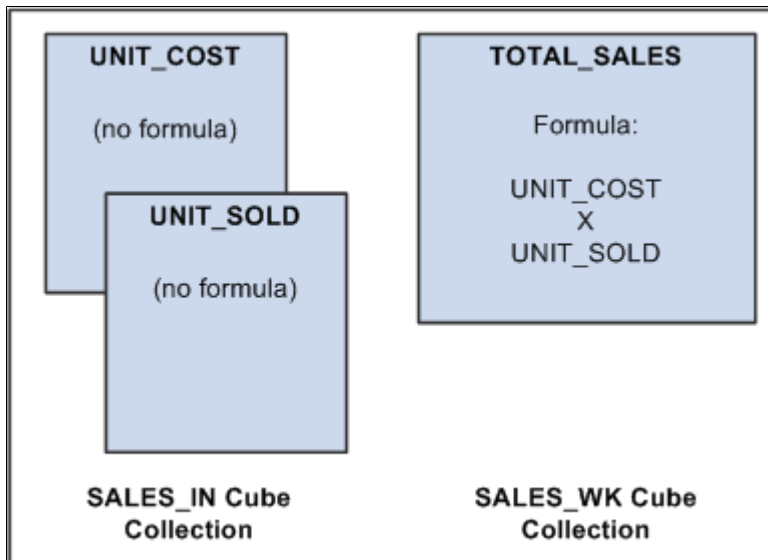 UNIT_COST
(no formula)
UNIT_SOLD
(no formula)
SALES_IN Cube
Collection
TOTAL_SALES
Formula:
UNIT_COST
X
UNIT_SOLD
SALES_WK Cube
Collection